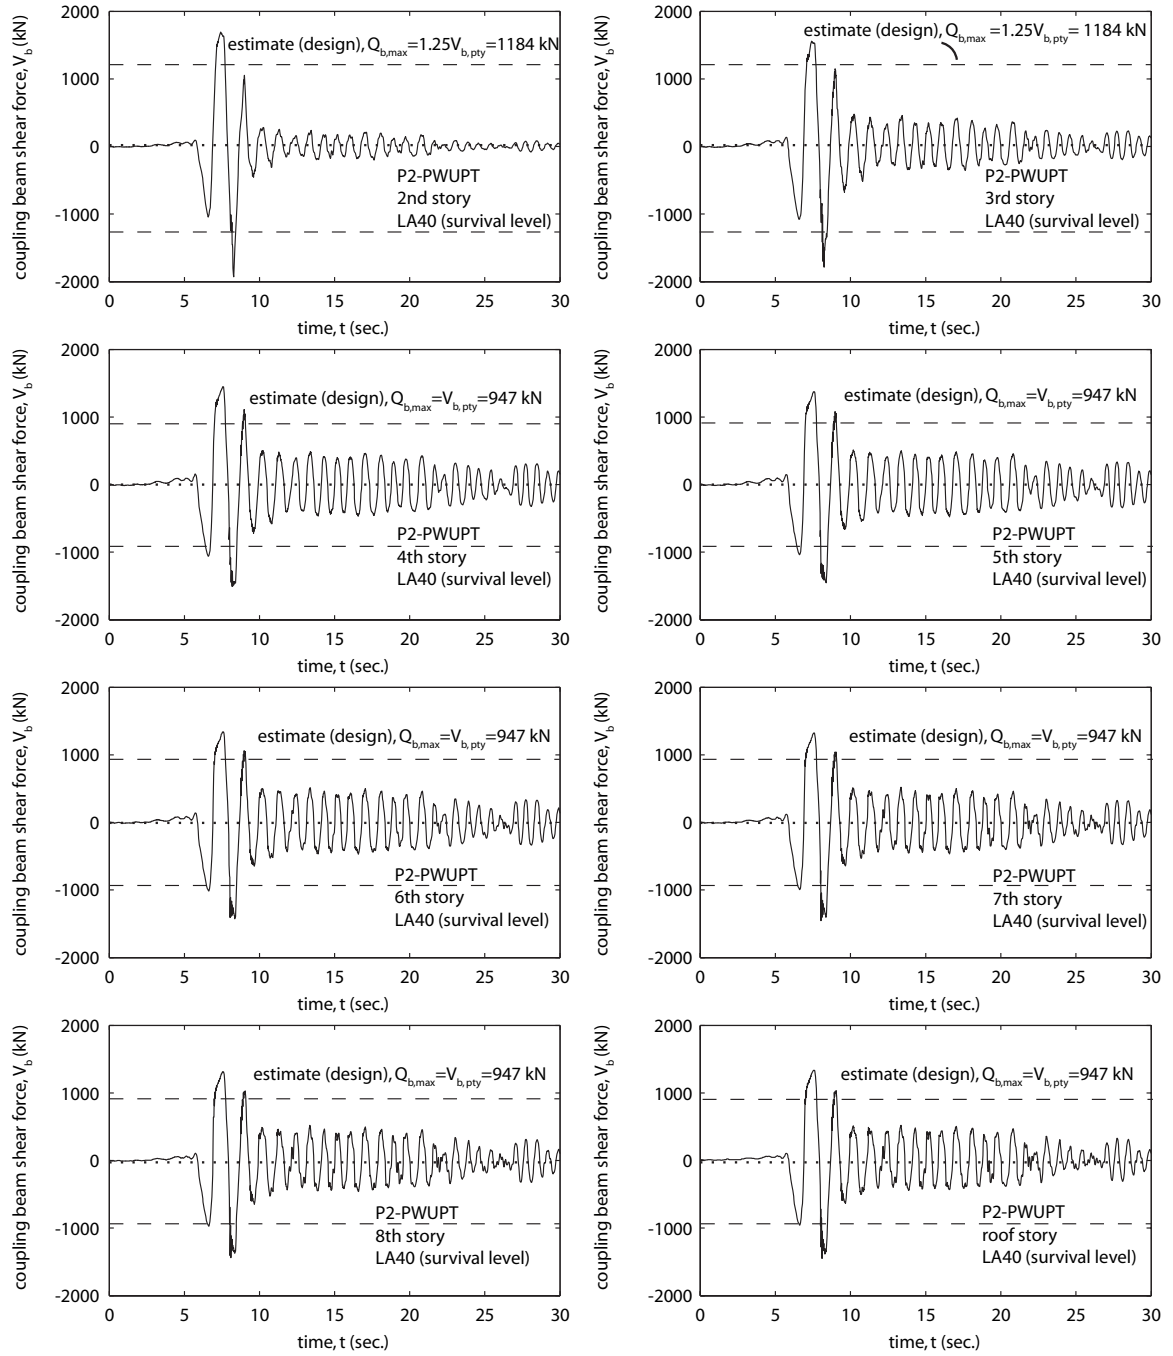 coupling beam shear force, V_b (kN)
estimate (design), Q_b,max=1.25V_b,pty=1184 kN
1000
0
-1000
-2000
P2-PWUPT
2nd story
LA40 (survival level)
0 5 10 15 20 25 30
time, t (sec.)
coupling beam shear force, V_b (kN)
estimate (design), Q_b,max=1.25V_b,pty= 1184 kN
1000
0
-1000
-2000
P2-PWUPT
3rd story
LA40 (survival level)
0 5 10 15 20 25 30
time, t (sec.)
coupling beam shear force, V_b (kN)
2000
estimate (design), Q_b,max=V_b,pty=947 kN
1000
0
-1000
-2000
P2-PWUPT
4th story
LA40 (survival level)
0 5 10 15 20 25 30
time, t (sec.)
coupling beam shear force, V_b (kN)
2000
estimate (design), Q_b,max=V_b,pty=947 kN
1000
0
-1000
-2000
P2-PWUPT
5th story
LA40 (survival level)
0 5 10 15 20 25 30
time, t (sec.)
coupling beam shear force, V_b (kN)
2000
estimate (design), Q_b,max=V_b,pty=947 kN
1000
0
-1000
-2000
P2-PWUPT
6th story
LA40 (survival level)
0 5 10 15 20 25 30
time, t (sec.)
coupling beam shear force, V_b (kN)
2000
estimate (design), Q_b,max=V_b,pty=947 kN
1000
0
-1000
-2000
P2-PWUPT
7th story
LA40 (survival level)
0 5 10 15 20 25 30
time, t (sec.)
coupling beam shear force, V_b (kN)
2000
estimate (design), Q_b,max=V_b,pty=947 kN
1000
0
-1000
-2000
P2-PWUPT
8th story
LA40 (survival level)
0 5 10 15 20 25 30
time, t (sec.)
coupling beam shear force, V_b (kN)
2000
estimate (design), Q_b,max=V_b,pty=947 kN
1000
0
-1000
-2000
P2-PWUPT
roof story
LA40 (survival level)
0 5 10 15 20 25 30
time, t (sec.)